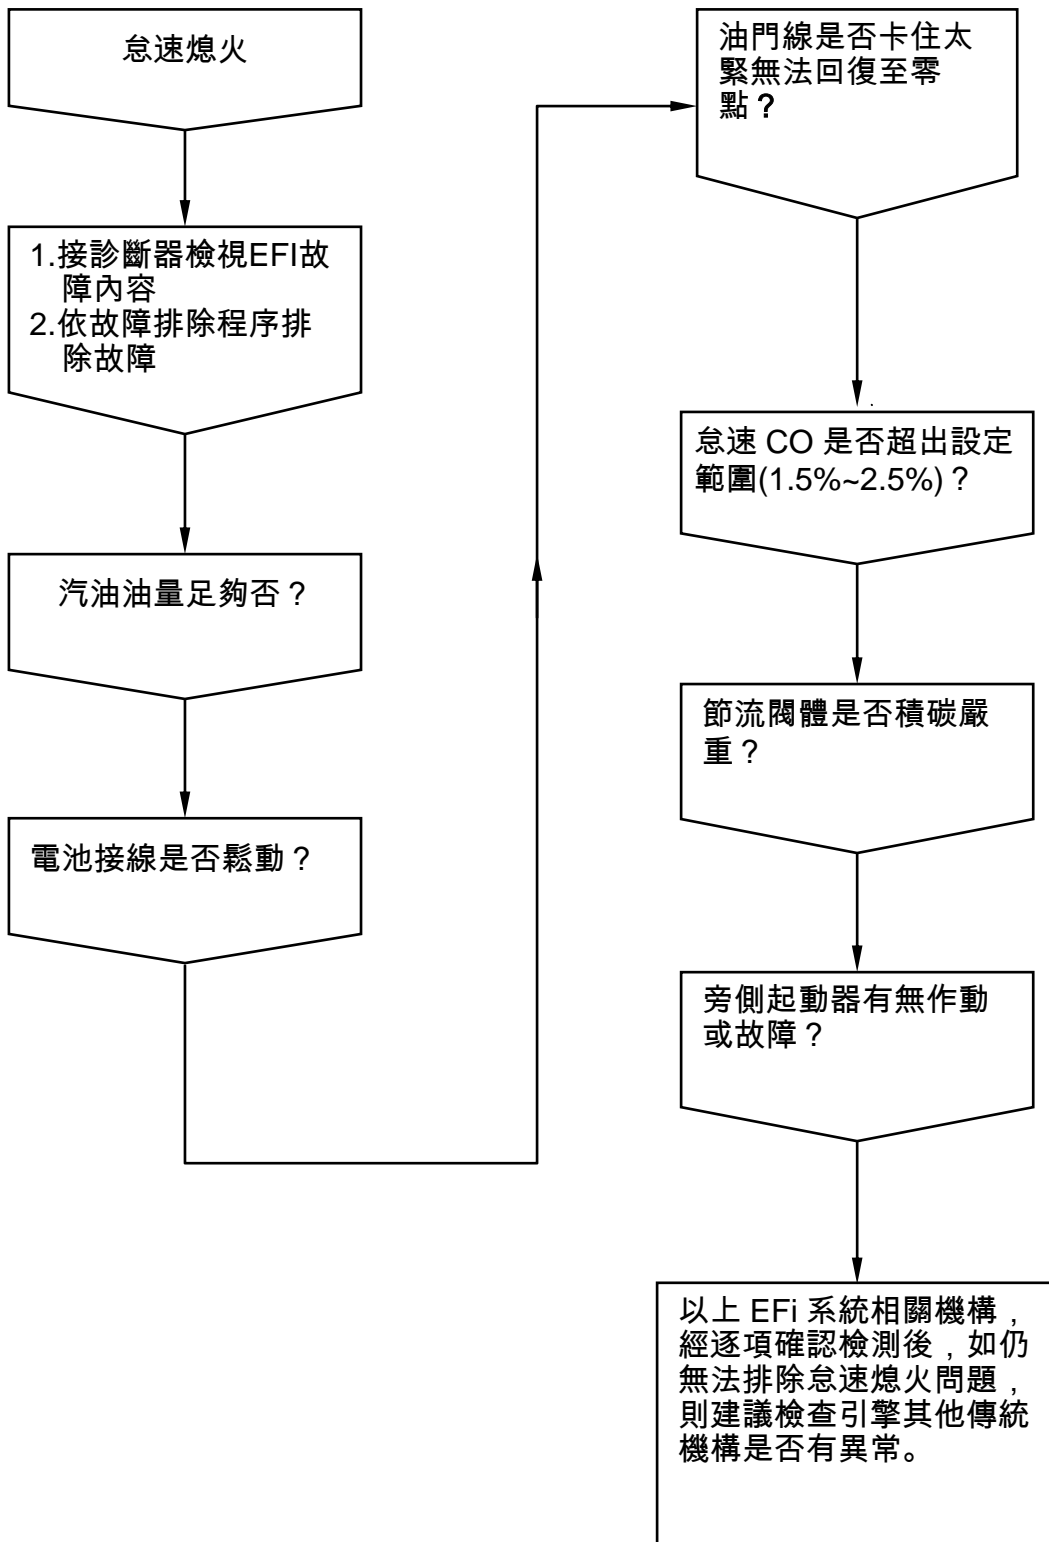 怠速熄火
1.接診斷器檢視EFI故
障內容
2.依故障排除程序排
除故障
汽油油量足夠否？
電池接線是否鬆動？
油門線是否卡住太
緊無法回復至零
點？
怠速 CO 是否超出設定
範圍(1.5%~2.5%)？
節流閥體是否積碳嚴
重？
旁側起動器有無作動
或故障？
以上 EFi 系統相關機構，
經逐項確認檢測後，如仍
無法排除怠速熄火問題，
則建議檢查引擎其他傳統
機構是否有異常。